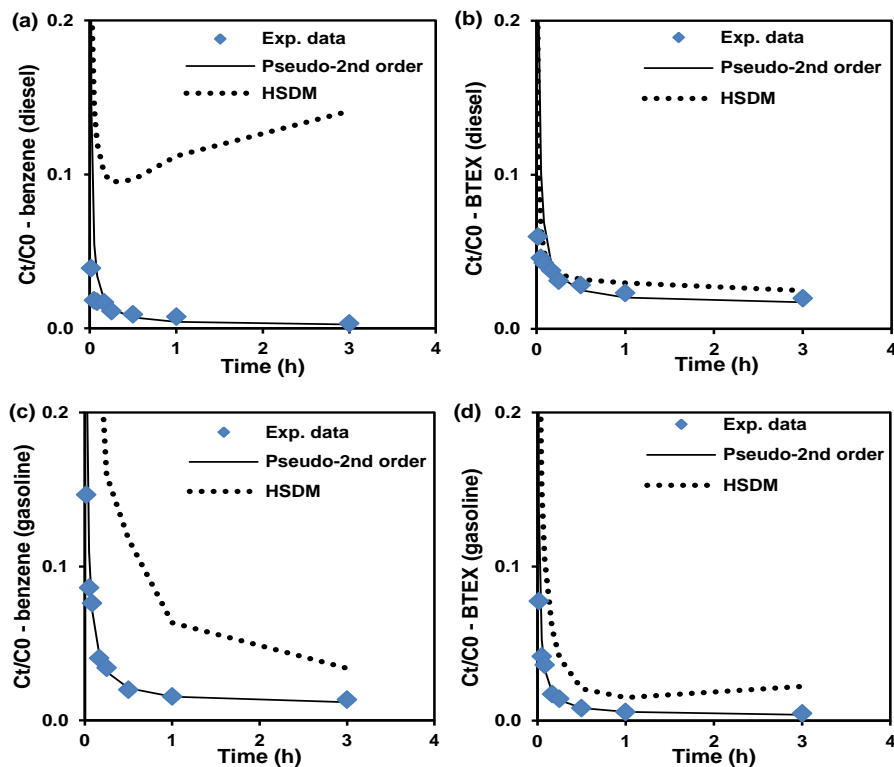 (a)
0.2
0.1
0.0
Ct/C0 - benzene (diesel)
Exp. data
Pseudo-2nd order
HSDM
0 1 2 3 4
Time (h)
(b)
0.2
0.1
0.0
Ct/C0 - BTEX (diesel)
Exp. data
Pseudo-2nd order
HSDM
0 1 2 3 4
Time (h)
(c)
0.2
0.1
0.0
Ct/C0 - benzene (gasoline)
Exp. data
Pseudo-2nd order
HSDM
0 1 2 3 4
Time (h)
(d)
0.2
0.1
0.0
Ct/C0 - BTEX (gasoline)
Exp. data
Pseudo-2nd order
HSDM
0 1 2 3 4
Time (h)